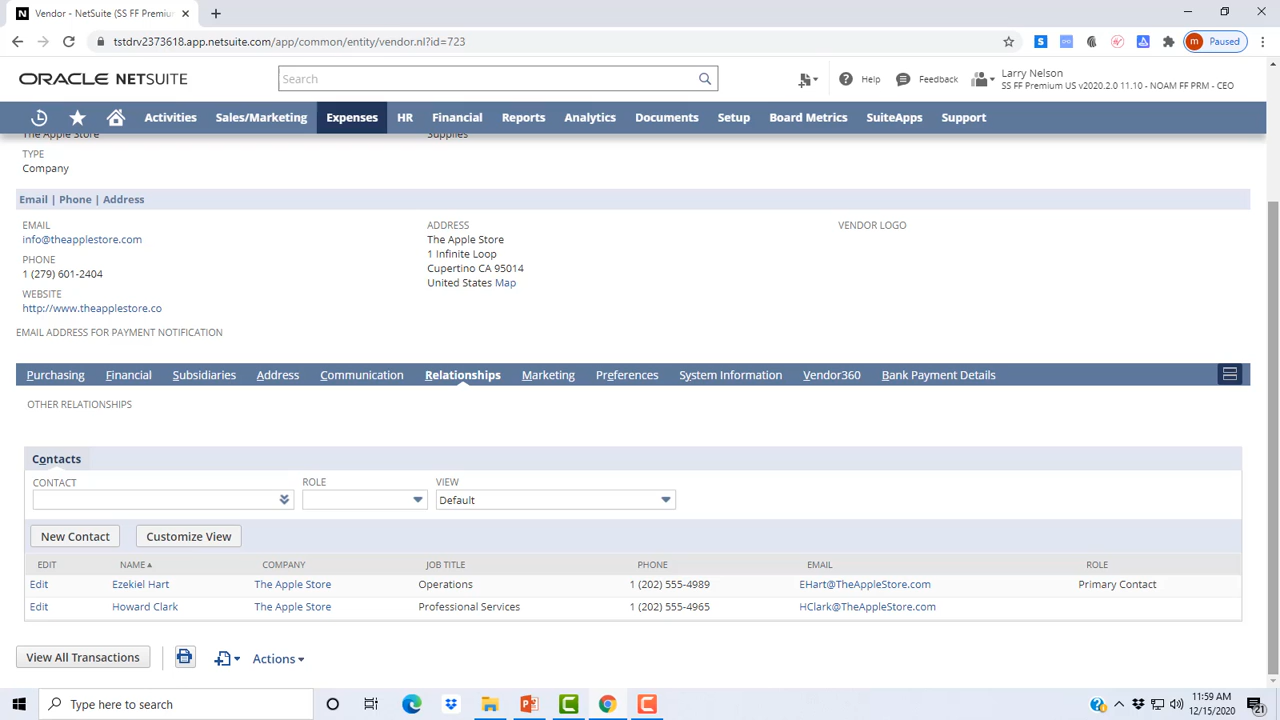 N Vendor - NetSuite (SS FF Premium
tstdrv2373618.app.netsuite.com/app/common/entity/vendor.nl?id=723
m Paused
ORACLE NETSUITE
Search
Help
Feedback
Larry Nelson
SS FF Premium US v2020.2.0 11.10 - NOAM FF PRM - CEO
Activities Sales/Marketing Expenses HR Financial Reports Analytics Documents Setup Board Metrics SuiteApps Support
The Apple Store Supplies
TYPE
Company
Email | Phone | Address
EMAIL
info@theapplestore.com
PHONE
1 (279) 601-2404
WEBSITE
http://www.theapplestore.co
EMAIL ADDRESS FOR PAYMENT NOTIFICATION
ADDRESS
The Apple Store
1 Infinite Loop
Cupertino CA 95014
United States Map
VENDOR LOGO
Purchasing Financial Subsidiaries Address Communication Relationships Marketing Preferences System Information Vendor360 Bank Payment Details
OTHER RELATIONSHIPS
Contacts
CONTACT ROLE VIEW
Default
New Contact Customize View
EDIT NAME COMPANY JOB TITLE PHONE EMAIL ROLE
Edit Ezekiel Hart The Apple Store Operations 1 (202) 555-4989 EHart@TheAppleStore.com Primary Contact
Edit Howard Clark The Apple Store Professional Services 1 (202) 555-4965 HClark@TheAppleStore.com
View All Transactions Actions
Type here to search
11:59 AM
12/15/2020
21